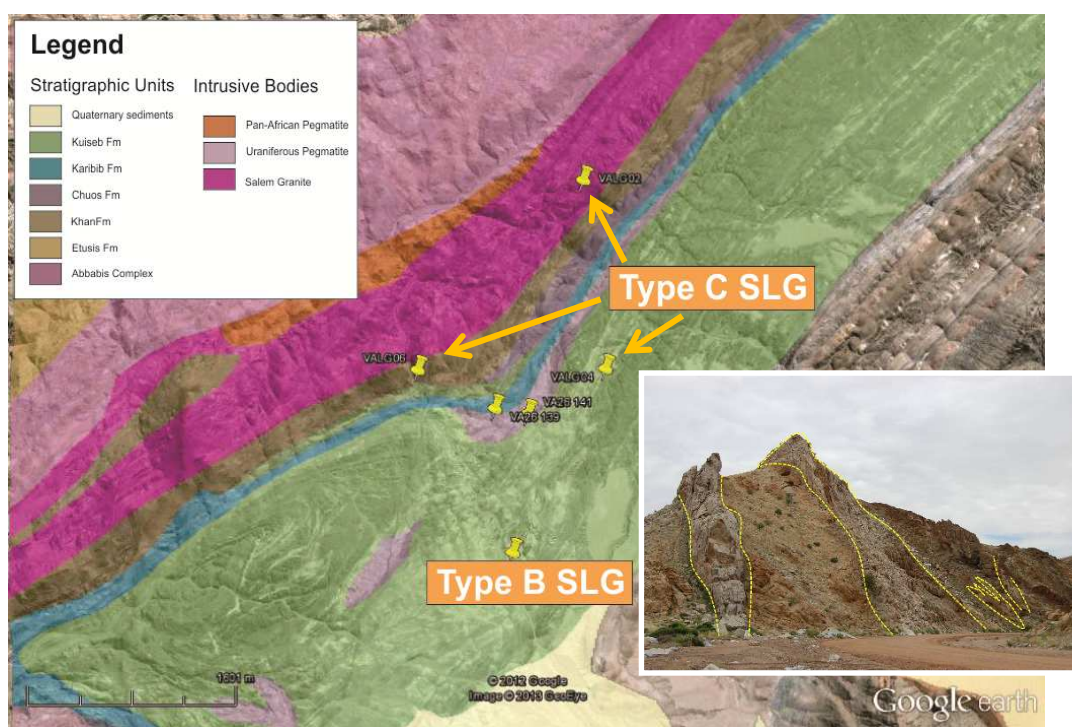 Legend
Stratigraphic Units
Quaternary sediments
Kuiseb Fm
Karibib Fm
Chuos Fm
KhanFm
Etusis Fm
Abbabis Complex
Intrusive Bodies
Pan-African Pegmatite
Uraniferous Pegmatite
Salem Granite
VALG02
Type C SLG
VALG06
VALG04
VA26 141
VA26 139
Type B SLG
1601 m
© 2012 Google
Image © 2013 GeoEye
Google earth